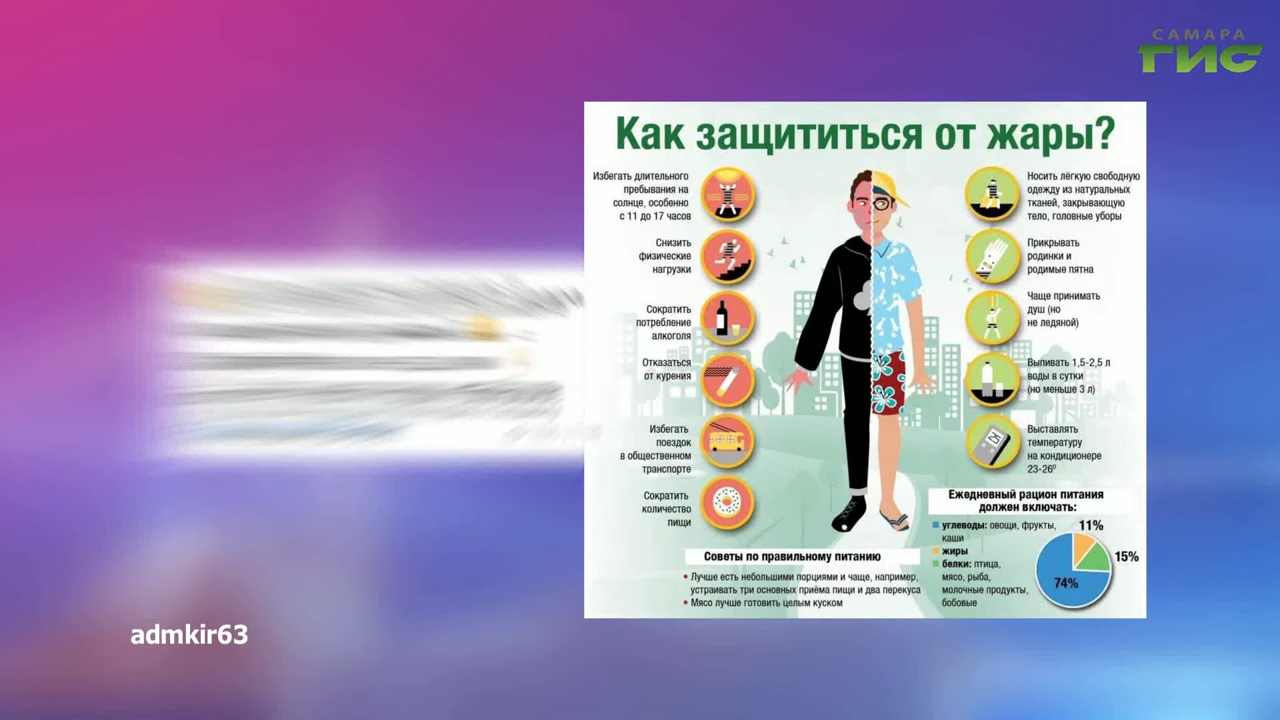 САМАРА
ГИС
Как защититься от жары?
Избегать длительного
пребывания на
солнце, особенно
с 11 до 17 часов
Снизить
физические
нагрузки
Сократить
потребление
алкоголя
Отказаться
от курения
Избегать
поездок
в общественном
транспорте
Сократить
количество
пищи
Носить лёгкую свободную
одежду из натуральных
тканей, закрывающую
тело, головные уборы
Прикрывать
родинки и
родимые пятна
Чаще принимать
душ (но
не ледяной)
Выпивать 1,5-2,5 л
воды в сутки
(но меньше 3 л)
Выставлять
температуру
на кондиционере
23-26⁰
Советы по правильному питанию
• Лучше есть небольшими порциями и чаще, например,
устраивать три основных приёма пищи и два перекуса
• Мясо лучше готовить целым куском
Ежедневный рацион питания
должен включать:
углеводы: овощи, фрукты,
каши
жиры
белки: птица,
мясо, рыба,
молочные продукты,
бобовые
11%
15%
74%
admkir63